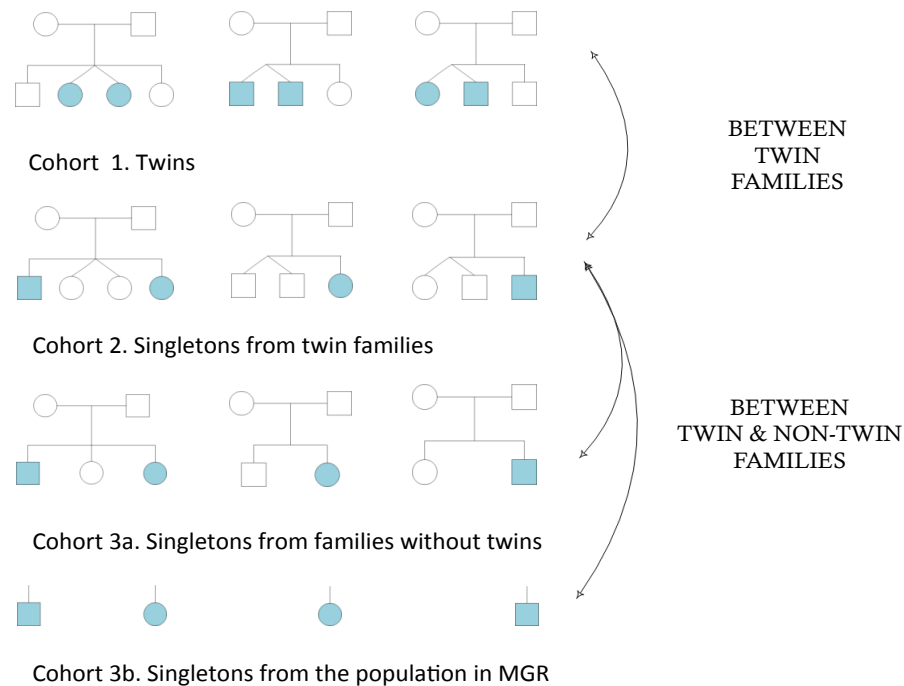 BETWEEN
TWIN
FAMILIES
Cohort 1. Twins
Cohort 2. Singletons from twin families
BETWEEN
TWIN & NON-TWIN
FAMILIES
Cohort 3a. Singletons from families without twins
Cohort 3b. Singletons from the population in MGR